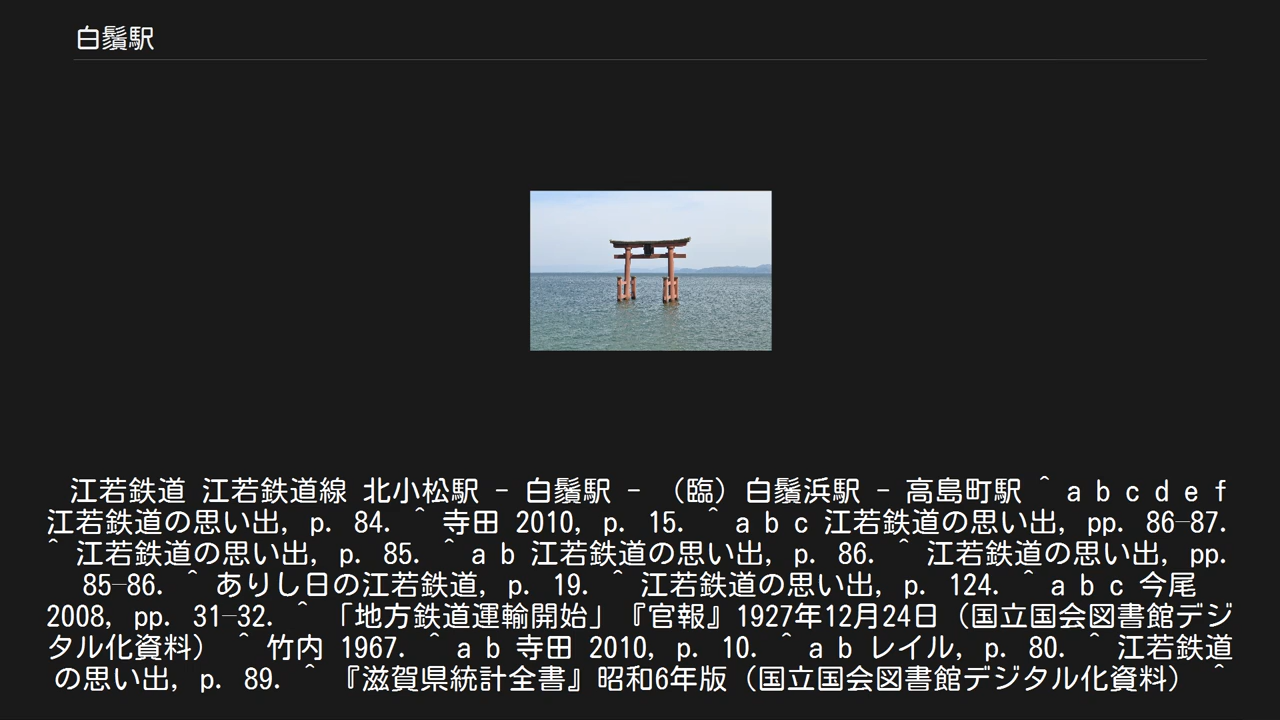 白鬚駅
江若鉄道 江若鉄道線 北小松駅 - 白鬚駅 - （臨）白鬚浜駅 - 高島町駅 ^ a b c d e f
江若鉄道の思い出, p. 84. ^ 寺田 2010, p. 15. ^ a b c 江若鉄道の思い出, pp. 86–87.
^ 江若鉄道の思い出, p. 85. ^ a b 江若鉄道の思い出, p. 86. ^ 江若鉄道の思い出, pp.
85–86. ^ ありし日の江若鉄道, p. 19. ^ 江若鉄道の思い出, p. 124. ^ a b c 今尾
2008, pp. 31–32. ^ 「地方鉄道運輸開始」『官報』1927年12月24日（国立国会図書館デジ
タル化資料） ^ 竹内 1967. ^ a b 寺田 2010, p. 10. ^ a b レイル, p. 80. ^ 江若鉄道
の思い出, p. 89. ^ 『滋賀県統計全書』昭和6年版（国立国会図書館デジタル化資料） ^